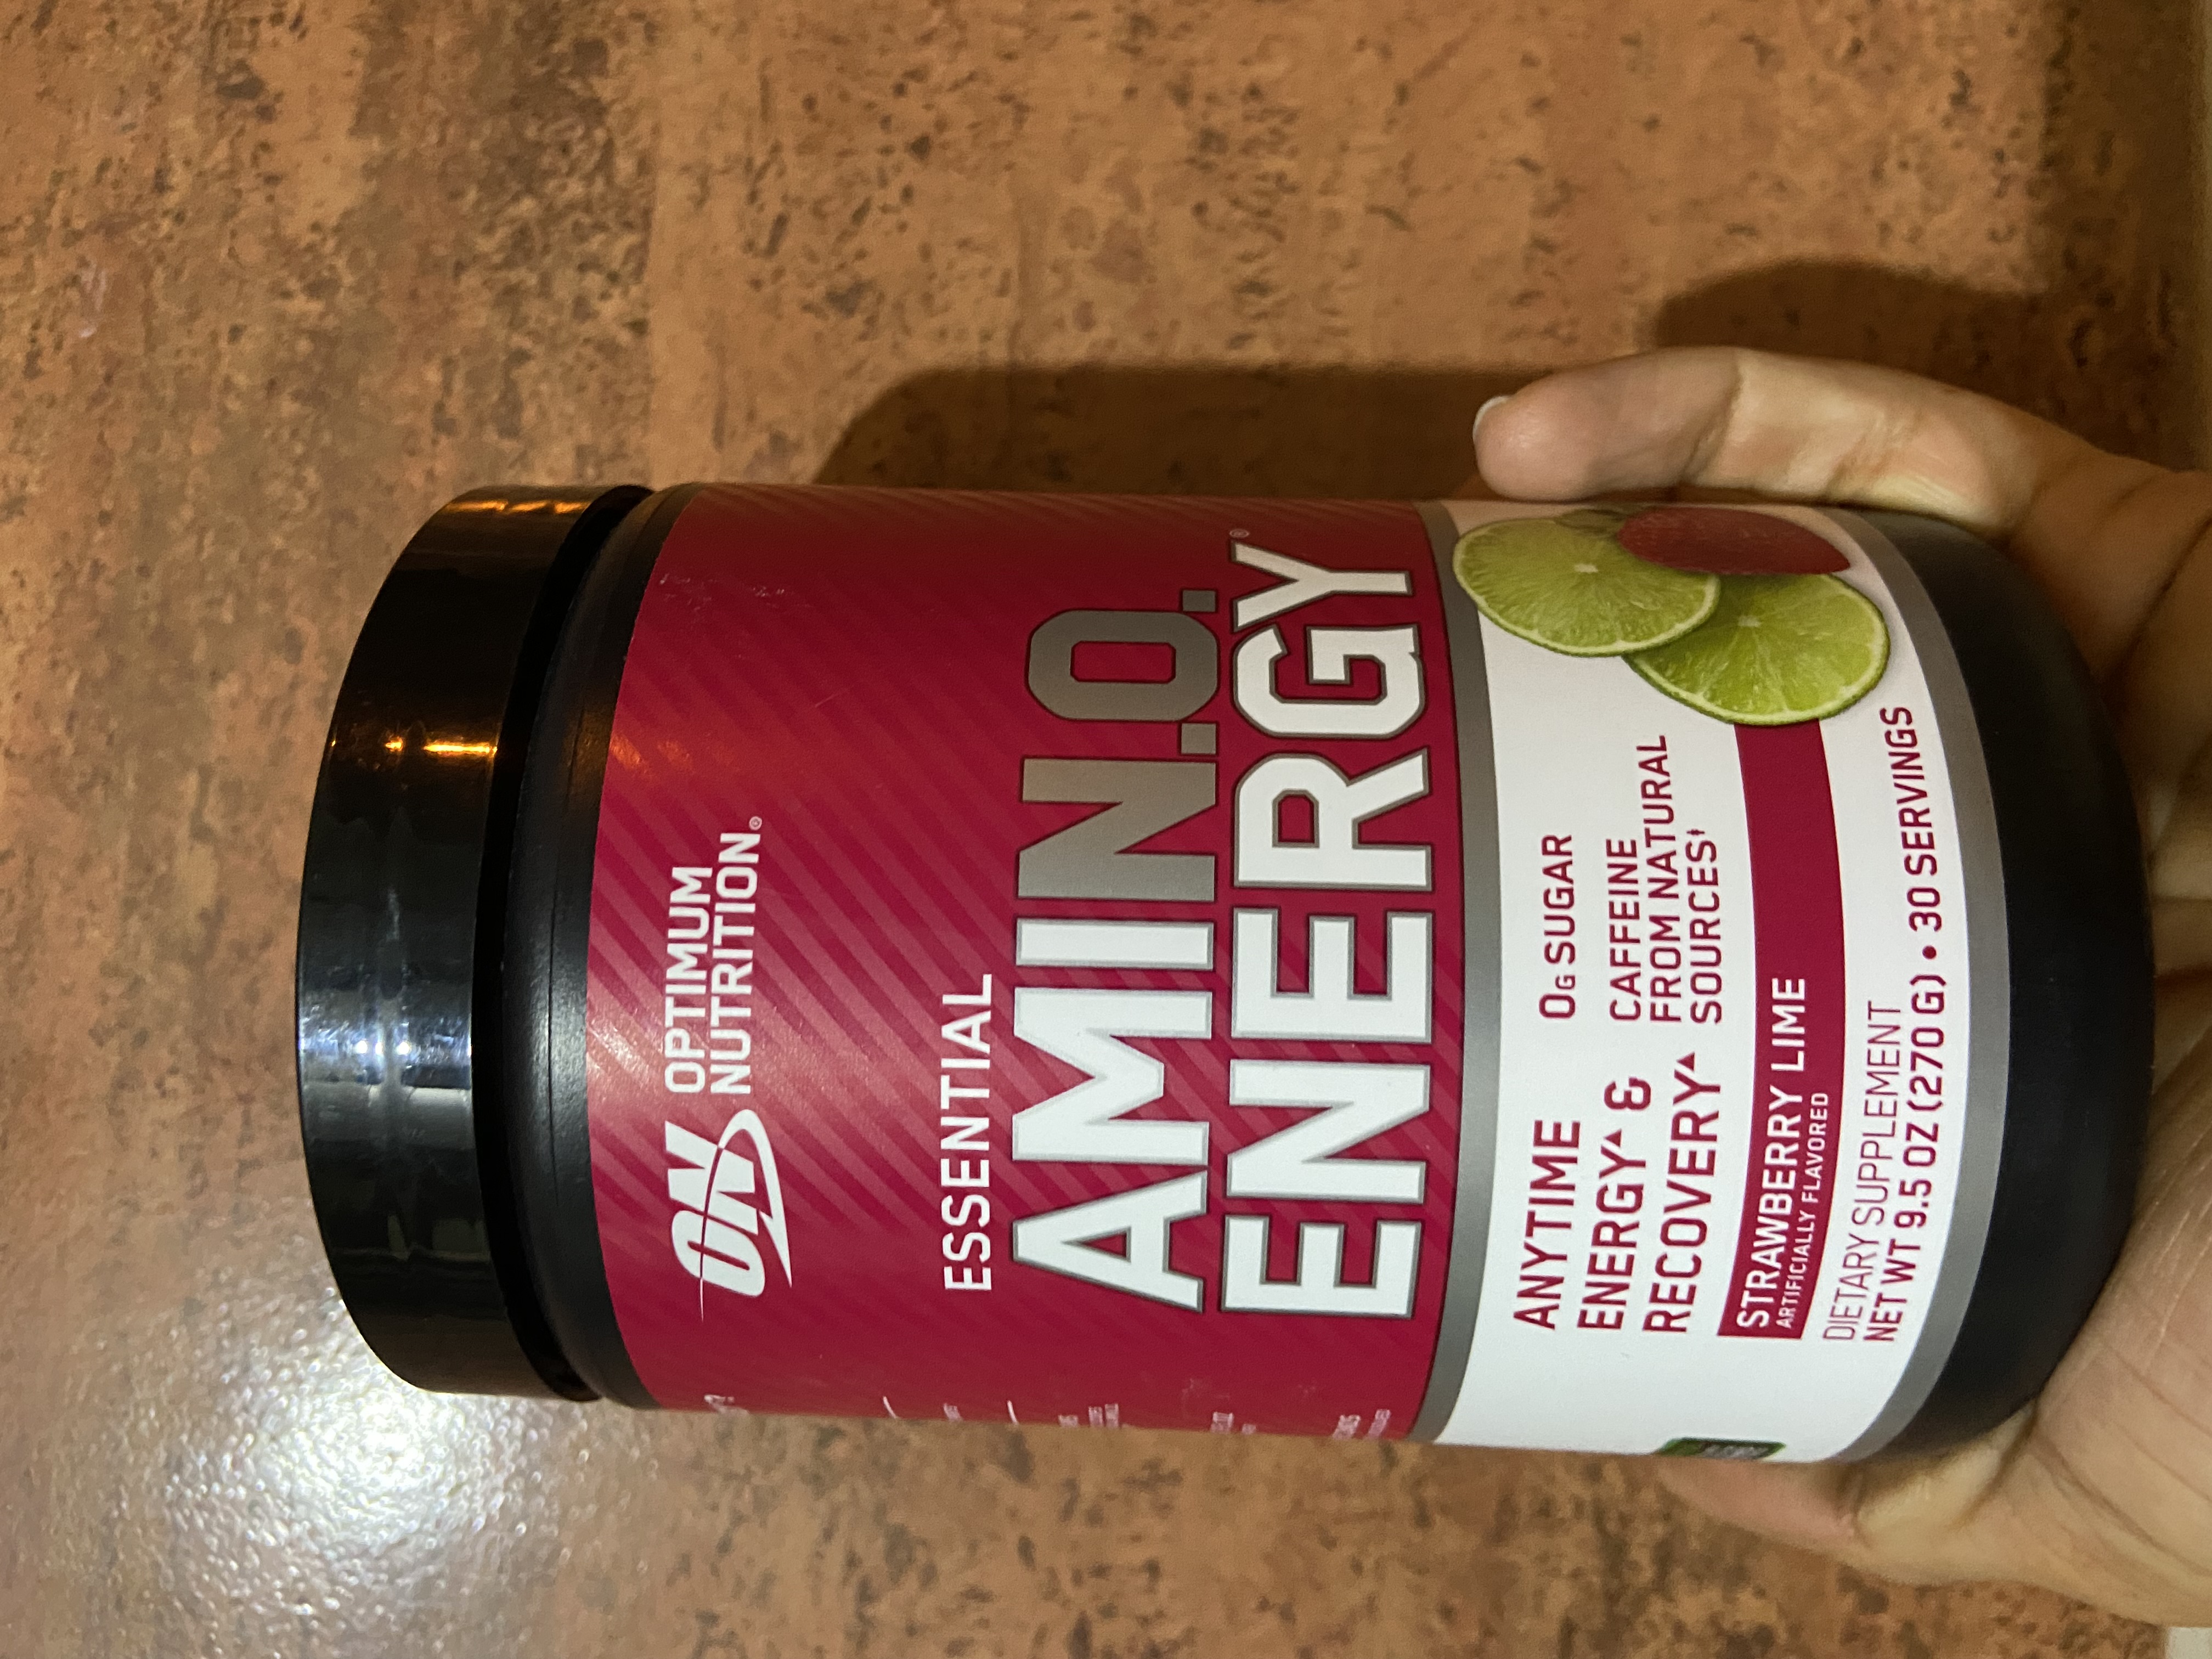 ON OPTIMUM
NUTRITION®
ESSENTIAL
AMIN.O.
ENERGY®
ANYTIME
ENERGY▲ &
RECOVERY▲
0G SUGAR
CAFFEINE
FROM NATURAL
SOURCES‡
STRAWBERRY LIME
ARTIFICIALLY FLAVORED
DIETARY SUPPLEMENT
NET WT 9.5 OZ (270 G) • 30 SERVINGS